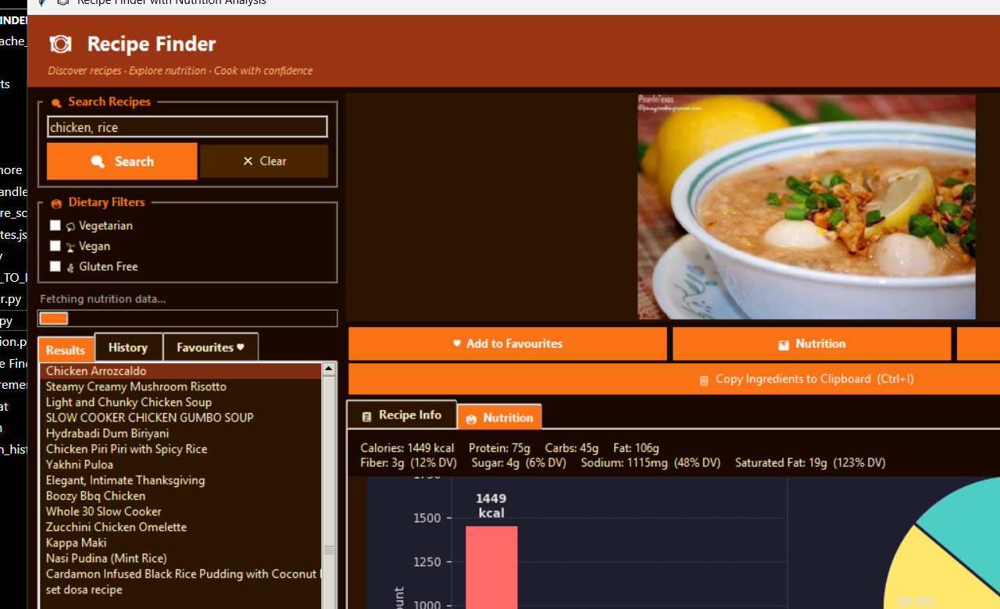 Recipe Finder with Nutrition Analysis
Recipe Finder
Discover recipes · Explore nutrition · Cook with confidence
Search Recipes
chicken, rice
Search
✕ Clear
Dietary Filters
Vegetarian
Vegan
Gluten Free
Fetching nutrition data...
Results
History
Favourites ♥
Chicken Arrozcaldo
Steamy Creamy Mushroom Risotto
Light and Chunky Chicken Soup
SLOW COOKER CHICKEN GUMBO SOUP
Hydrabadi Dum Biriyani
Chicken Piri Piri with Spicy Rice
Yakhni Puloa
Elegant, Intimate Thanksgiving
Boozy Bbq Chicken
Whole 30 Slow Cooker
Zucchini Chicken Omelette
Kappa Maki
Nasi Pudina (Mint Rice)
Cardamon Infused Black Rice Pudding with Coconut
set dosa recipe
PinayInTexas
♥ Add to Favourites
Nutrition
Copy Ingredients to Clipboard (Ctrl+I)
Recipe Info
Nutrition
Calories: 1449 kcal Protein: 75g Carbs: 45g Fat: 106g
Fiber: 3g (12% DV) Sugar: 4g (6% DV) Sodium: 1115mg (48% DV) Saturated Fat: 19g (123% DV)
1750
1449
kcal
1500
1250
1000
ount
19.9%
INDE
ache_
ts
ore
andle
re_sc
tes.js
y
_TO_
r.py
py
ion.p
e Fin
reme
at
n
n_hist